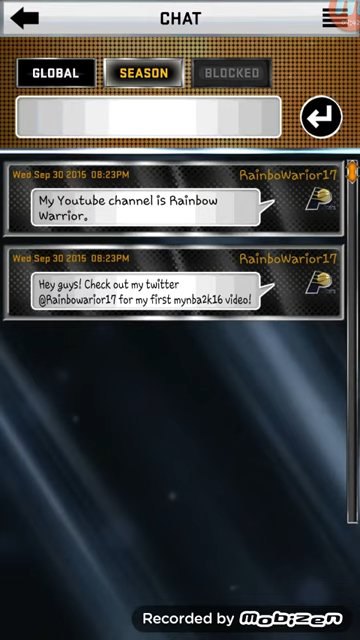 CHAT
GLOBAL
SEASON
BLOCKED
Wed Sep 30 2015 08:23PM
RainboWarior17
My Youtube channel is Rainbow
Warrior.
Wed Sep 30 2015 08:23PM
RainboWarior17
Hey guys! Check out my twitter
@Rainbowarior17 for my first mynba2k16 video!
Recorded by Mobizen